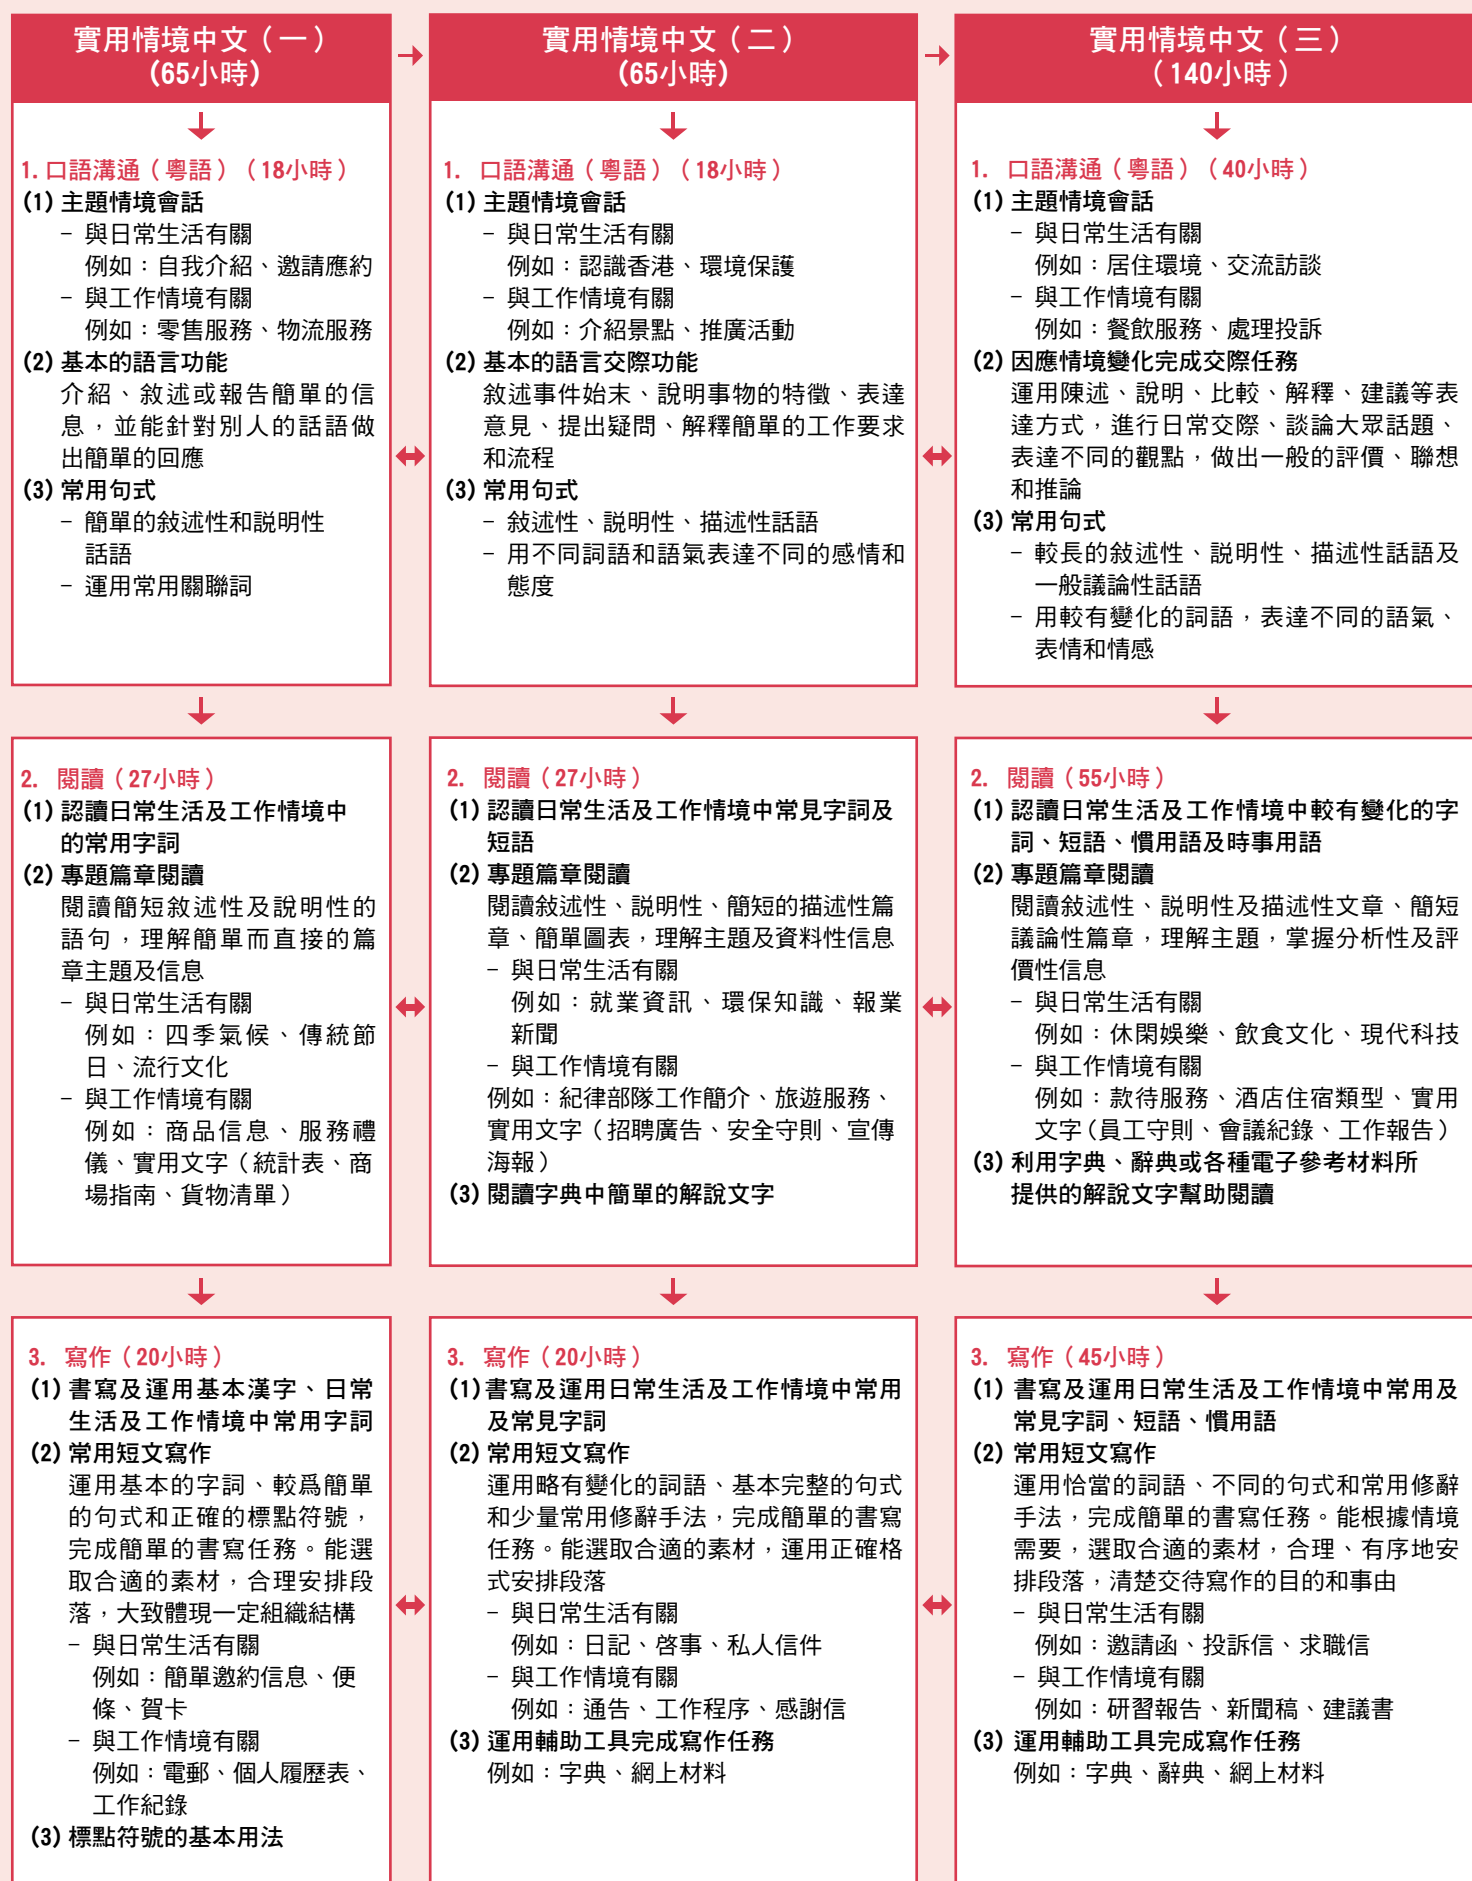 實用情境中文（一）
(65小時)
1. 口語溝通（粵語）（18小時）
(1) 主題情境會話
– 與日常生活有關
例如：自我介紹、邀請應約
– 與工作情境有關
例如：零售服務、物流服務
(2) 基本的語言功能
介紹、敘述或報告簡單的信
息，並能針對別人的話語做
出簡單的回應
(3) 常用句式
– 簡單的敍述性和説明性
話語
– 運用常用關聯詞
2. 閱讀（27小時）
(1) 認讀日常生活及工作情境中
的常用字詞
(2) 專題篇章閱讀
閱讀簡短敘述性及說明性的
語句，理解簡單而直接的篇
章主題及信息
– 與日常生活有關
例如：四季氣候、傳統節
日、流行文化
– 與工作情境有關
例如：商品信息、服務禮
儀、實用文字（統計表、商
場指南、貨物清單）
3. 寫作（20小時）
(1) 書寫及運用基本漢字、日常
生活及工作情境中常用字詞
(2) 常用短文寫作
運用基本的字詞、較爲簡單
的句式和正確的標點符號，
完成簡單的書寫任務。能選
取合適的素材，合理安排段
落，大致體現一定組織結構
– 與日常生活有關
例如：簡單邀約信息、便
條、賀卡
– 與工作情境有關
例如：電郵、個人履歷表、
工作紀錄
(3) 標點符號的基本用法
實用情境中文（二）
(65小時)
1. 口語溝通（粵語）（18小時）
(1) 主題情境會話
– 與日常生活有關
例如：認識香港、環境保護
– 與工作情境有關
例如：介紹景點、推廣活動
(2) 基本的語言交際功能
敘述事件始末、說明事物的特徵、表達
意見、提出疑問、解釋簡單的工作要求
和流程
(3) 常用句式
– 敍述性、説明性、描述性話語
– 用不同詞語和語氣表達不同的感情和
態度
2. 閱讀（27小時）
(1) 認讀日常生活及工作情境中常見字詞及
短語
(2) 專題篇章閱讀
閱讀敍述性、説明性、簡短的描述性篇
章、簡單圖表，理解主題及資料性信息
– 與日常生活有關
例如：就業資訊、環保知識、報業
新聞
– 與工作情境有關
例如：紀律部隊工作簡介、旅遊服務、
實用文字（招聘廣告、安全守則、宣傳
海報）
(3) 閱讀字典中簡單的解說文字
3. 寫作（20小時）
(1) 書寫及運用日常生活及工作情境中常用
及常見字詞
(2) 常用短文寫作
運用略有變化的詞語、基本完整的句式
和少量常用修辭手法，完成簡單的書寫
任務。能選取合適的素材，運用正確格
式安排段落
– 與日常生活有關
例如：日記、啓事、私人信件
– 與工作情境有關
例如：通告、工作程序、感謝信
(3) 運用輔助工具完成寫作任務
例如：字典、網上材料
實用情境中文（三）
（140小時）
1. 口語溝通（粵語）（40小時）
(1) 主題情境會話
– 與日常生活有關
例如：居住環境、交流訪談
– 與工作情境有關
例如：餐飲服務、處理投訴
(2) 因應情境變化完成交際任務
運用陳述、說明、比較、解釋、建議等表
達方式，進行日常交際、談論大眾話題、
表達不同的觀點，做出一般的評價、聯想
和推論
(3) 常用句式
– 較長的敍述性、説明性、描述性話語及
一般議論性話語
– 用較有變化的詞語，表達不同的語氣、
表情和情感
2. 閱讀（55小時）
(1) 認讀日常生活及工作情境中較有變化的字
詞、短語、慣用語及時事用語
(2) 專題篇章閱讀
閱讀敍述性、説明性及描述性文章、簡短
議論性篇章，理解主題，掌握分析性及評
價性信息
– 與日常生活有關
例如：休閑娛樂、飲食文化、現代科技
– 與工作情境有關
例如：款待服務、酒店住宿類型、實用
文字（員工守則、會議紀錄、工作報告）
(3) 利用字典、辭典或各種電子參考材料所
提供的解說文字幫助閱讀
3. 寫作（45小時）
(1) 書寫及運用日常生活及工作情境中常用及
常見字詞、短語、慣用語
(2) 常用短文寫作
運用恰當的詞語、不同的句式和常用修辭
手法，完成簡單的書寫任務。能根據情境
需要，選取合適的素材，合理、有序地安
排段落，清楚交待寫作的目的和事由
– 與日常生活有關
例如：邀請函、投訴信、求職信
– 與工作情境有關
例如：研習報告、新聞稿、建議書
(3) 運用輔助工具完成寫作任務
例如：字典、辭典、網上材料